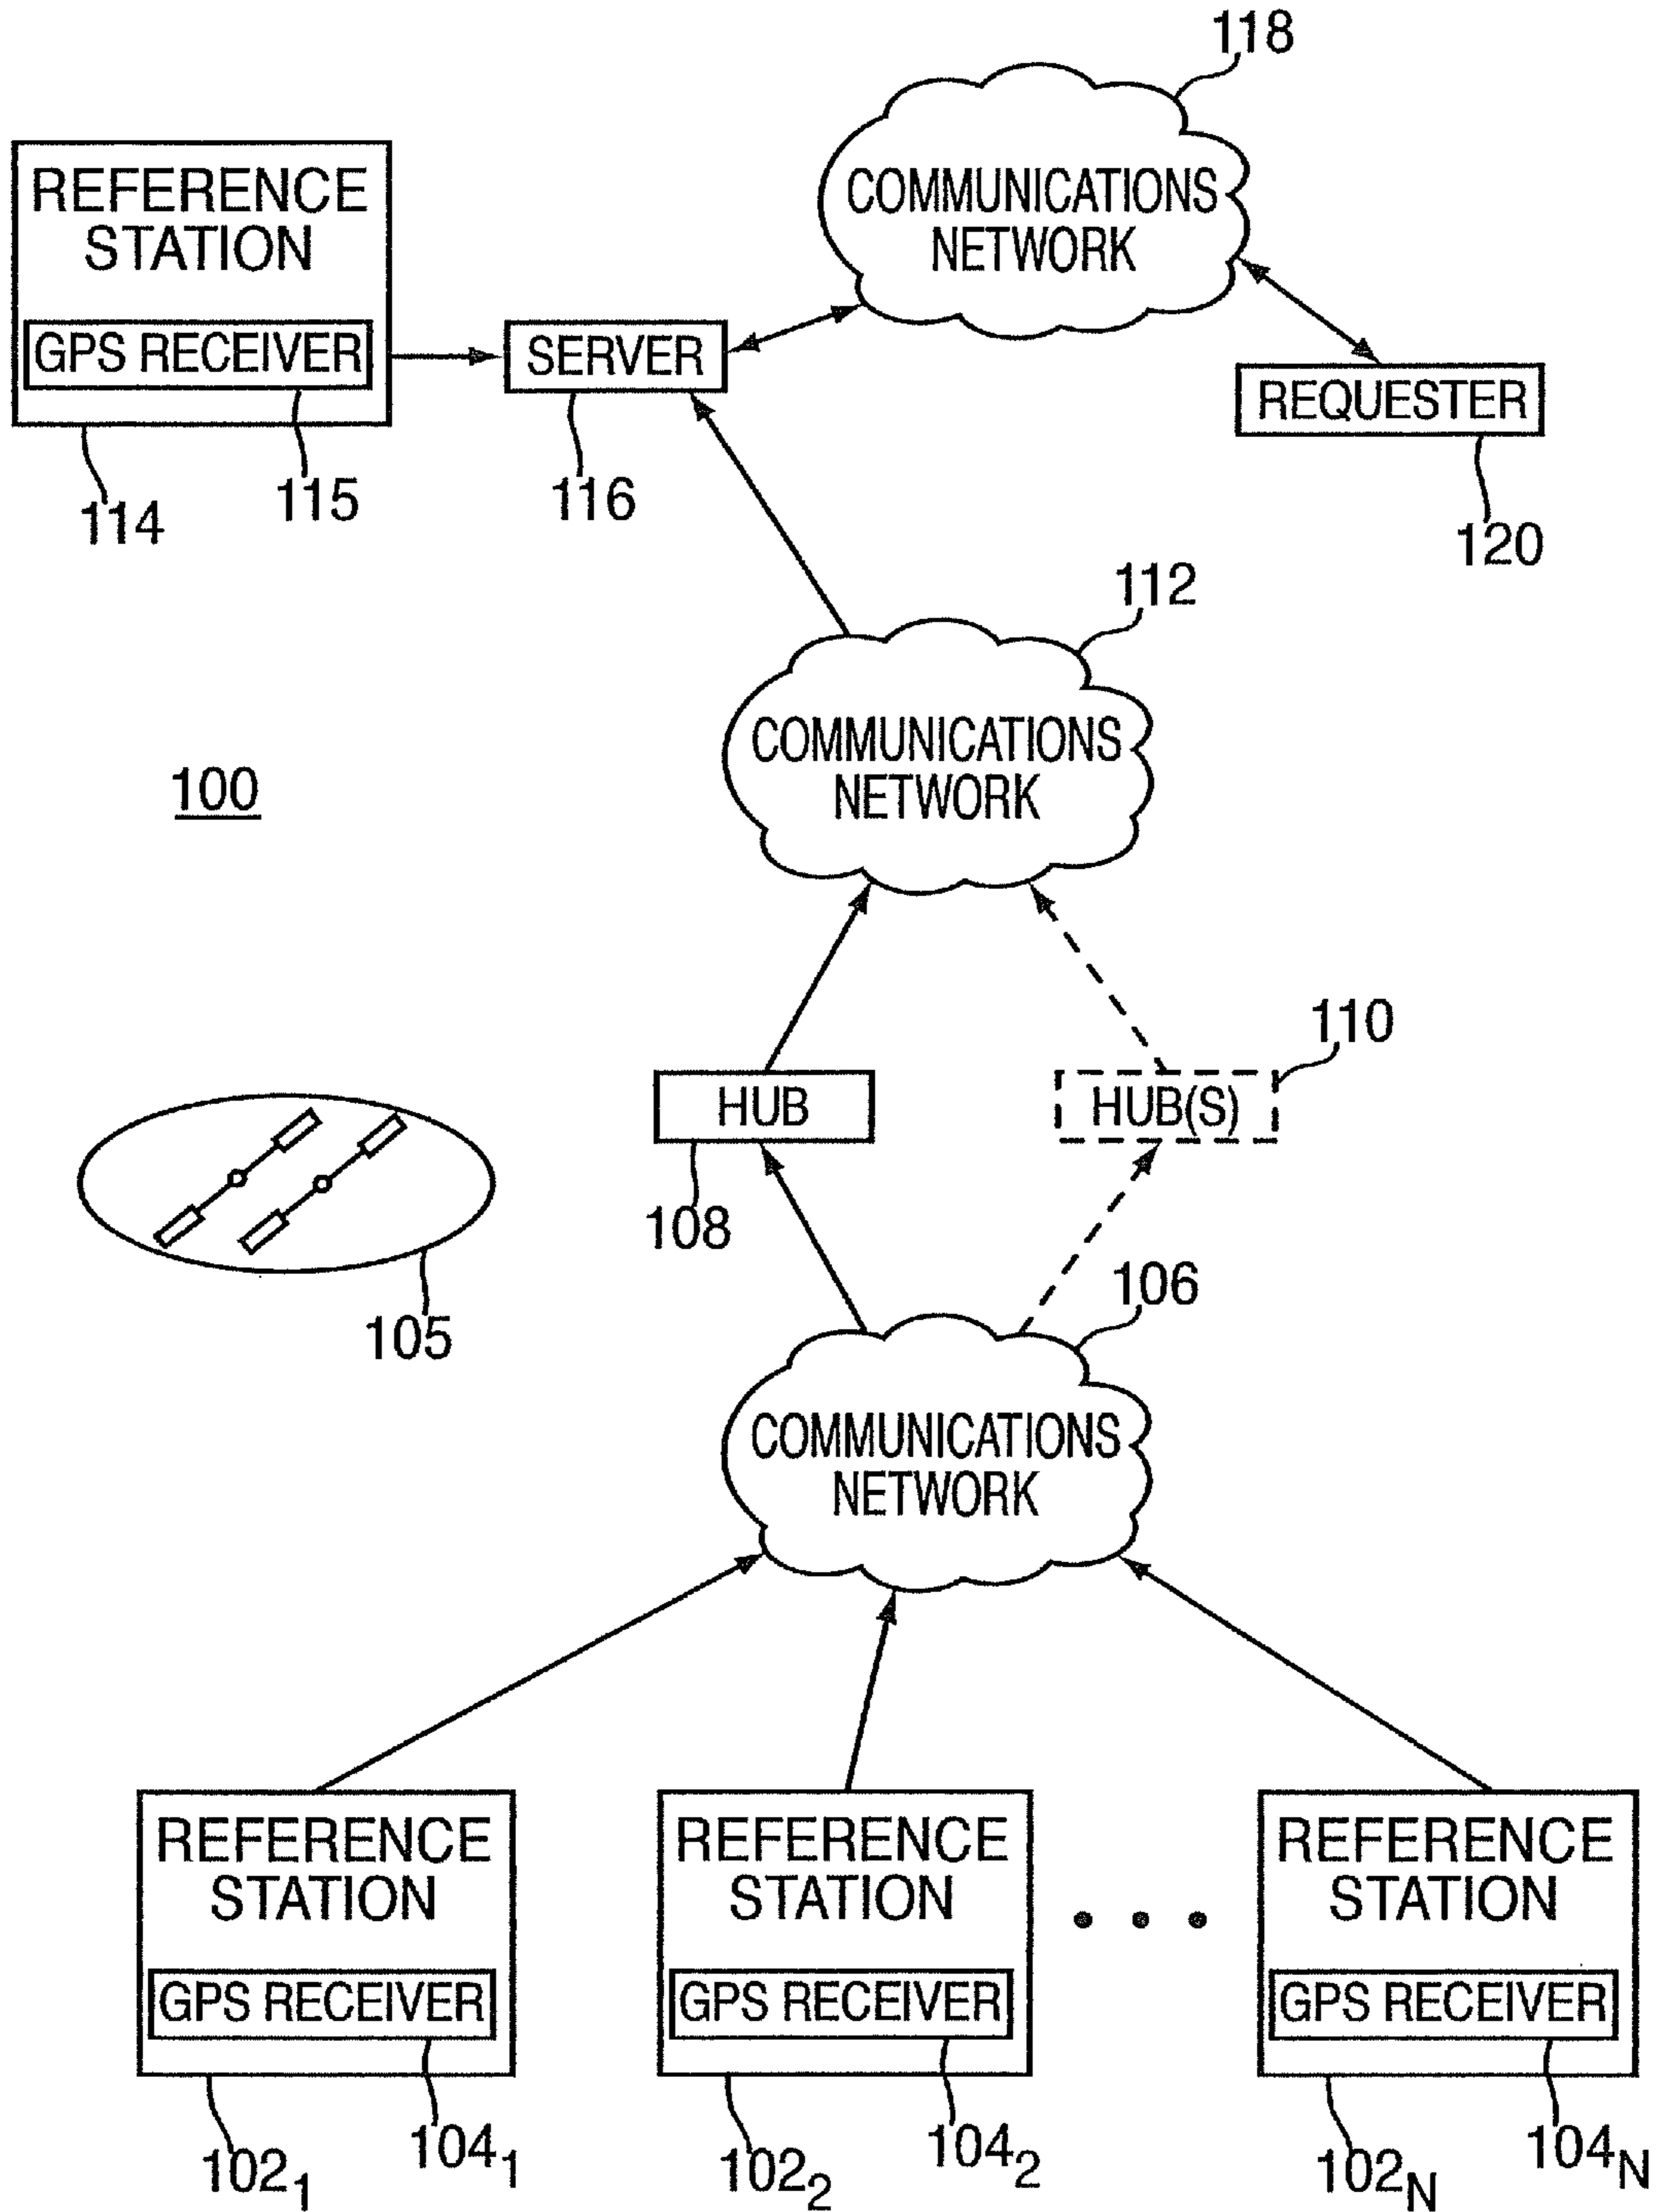 118
REFERENCE
STATION
GPS RECEIVER
COMMUNICATIONS
NETWORK
SERVER
REQUESTER
114
115
116
120
112
COMMUNICATIONS
NETWORK
100
110
HUB
HUB(S)
108
105
106
COMMUNICATIONS
NETWORK
REFERENCE
STATION
GPS RECEIVER
REFERENCE
STATION
GPS RECEIVER
• • •
REFERENCE
STATION
GPS RECEIVER
102₁
104₁
102₂
104₂
102_N
104_N